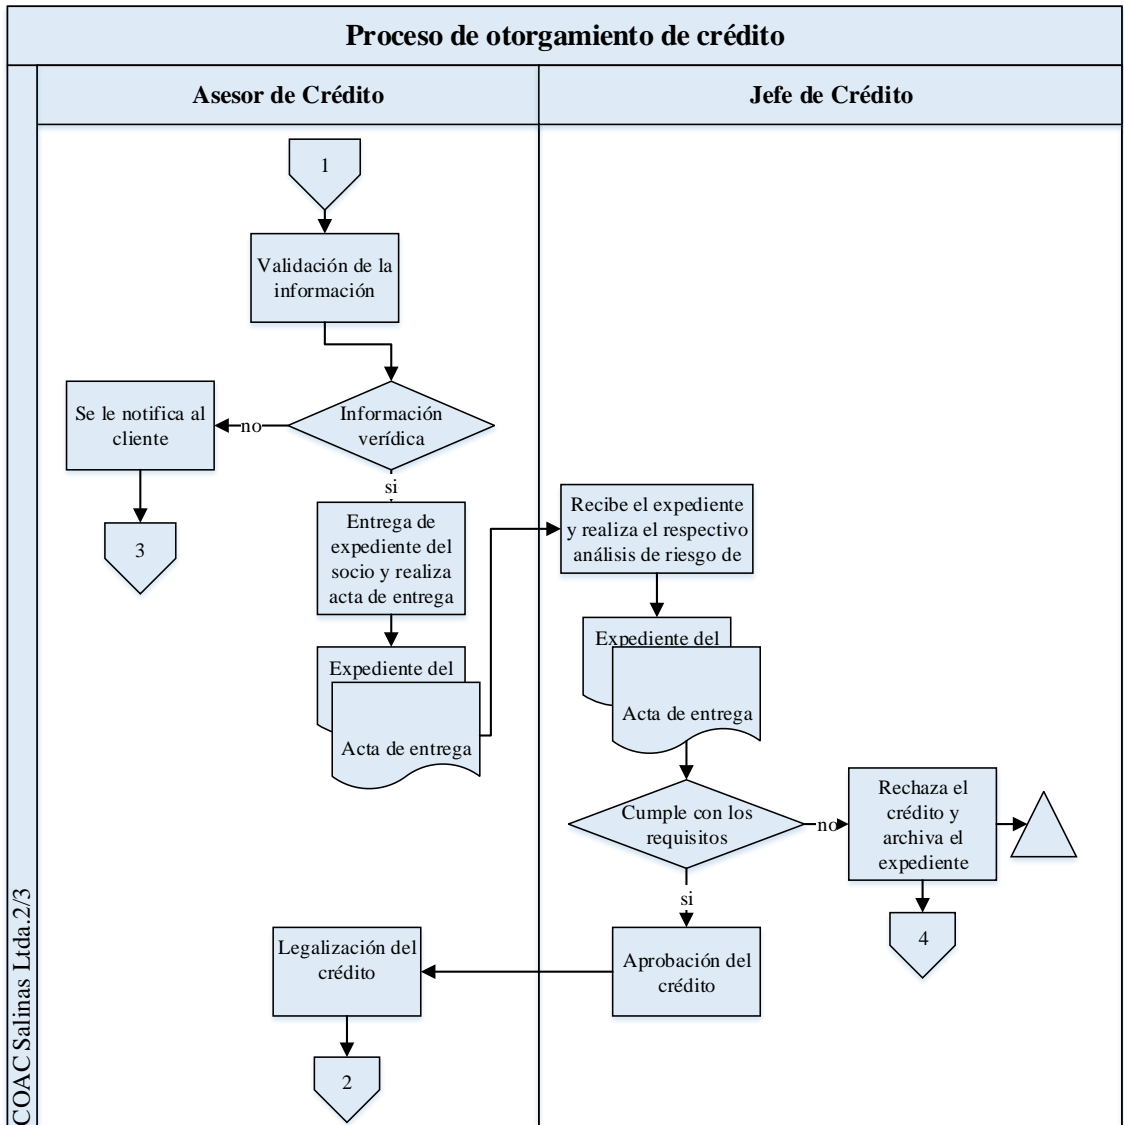 Proceso de otorgamiento de crédito
Asesor de Crédito
Jefe de Crédito
1
Validación de la
información
Información
verídica
no
Se le notifica al
cliente
3
si
Entrega de
expediente del
socio y realiza
acta de entrega
Expediente del
Acta de entrega
Recibe el expediente
y realiza el respectivo
análisis de riesgo de
Expediente del
Acta de entrega
Cumple con los
requisitos
no
Rechaza el
crédito y
archiva el
expediente
4
si
Aprobación del
crédito
Legalización del
crédito
2
COAC Salinas Ltda.2/3